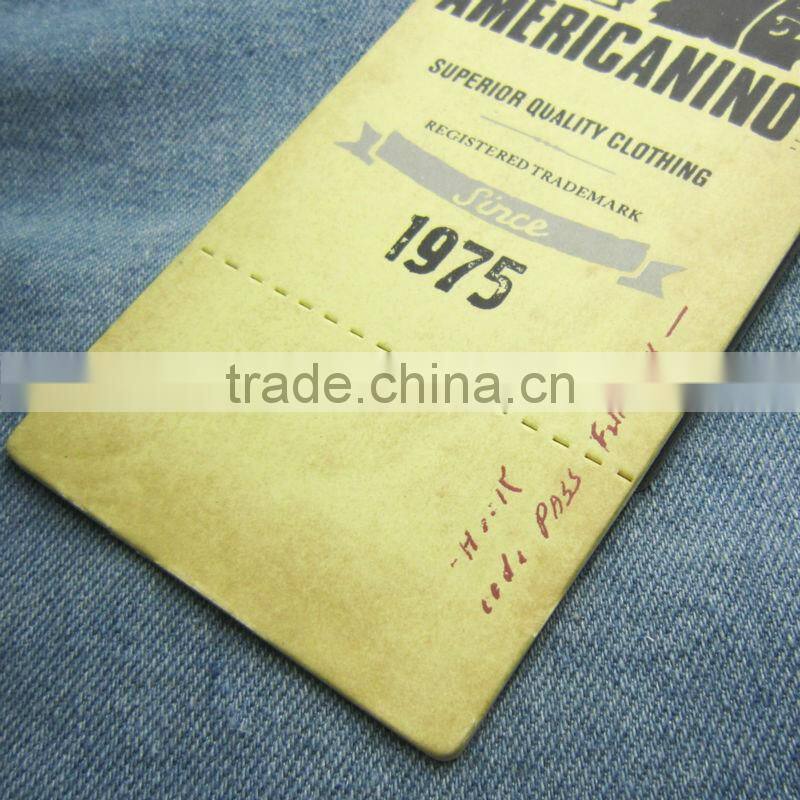 AMERICANINO
SUPERIOR QUALITY CLOTHING
REGISTERED TRADEMARK
Since
1975
trade.china.cn
code PASS